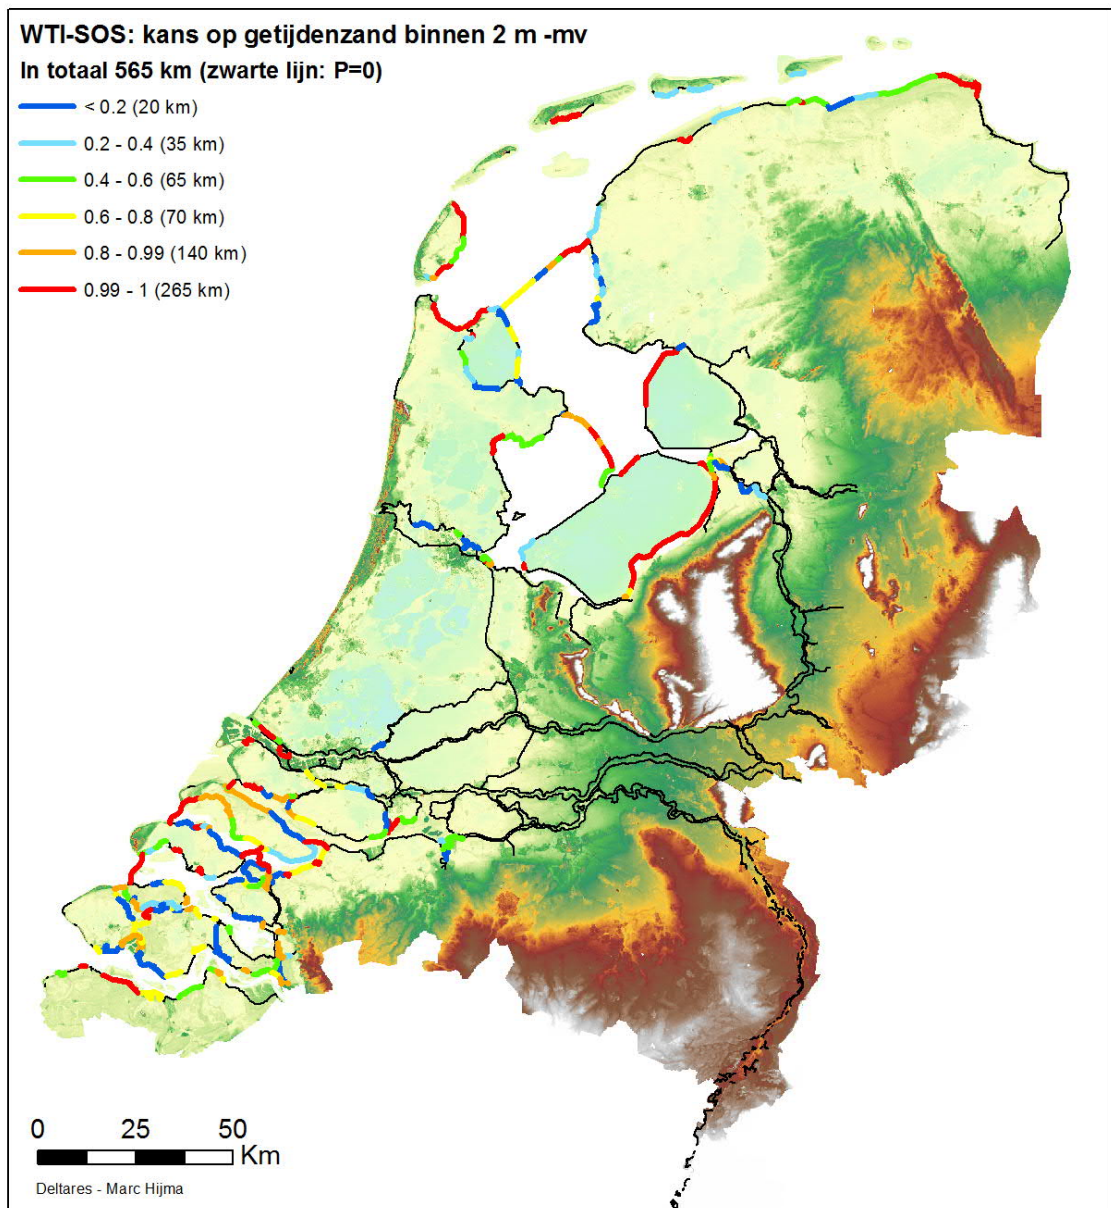 WTI-SOS: kans op getijdenzand binnen 2 m -mv
In totaal 565 km (zwarte lijn: P=0)
< 0.2 (20 km)
0.2 - 0.4 (35 km)
0.4 - 0.6 (65 km)
0.6 - 0.8 (70 km)
0.8 - 0.99 (140 km)
0.99 - 1 (265 km)
0 25 50
Km
Deltares - Marc Hijma